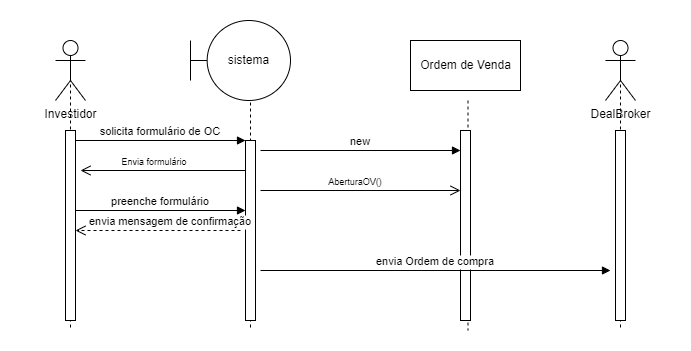 sistema
Ordem de Venda
Investidor
DealBroker
solicita formulário de OC
new
Envia formulário
AberturaOV()
preenche formulário
envia mensagem de confirmação
envia Ordem de compra